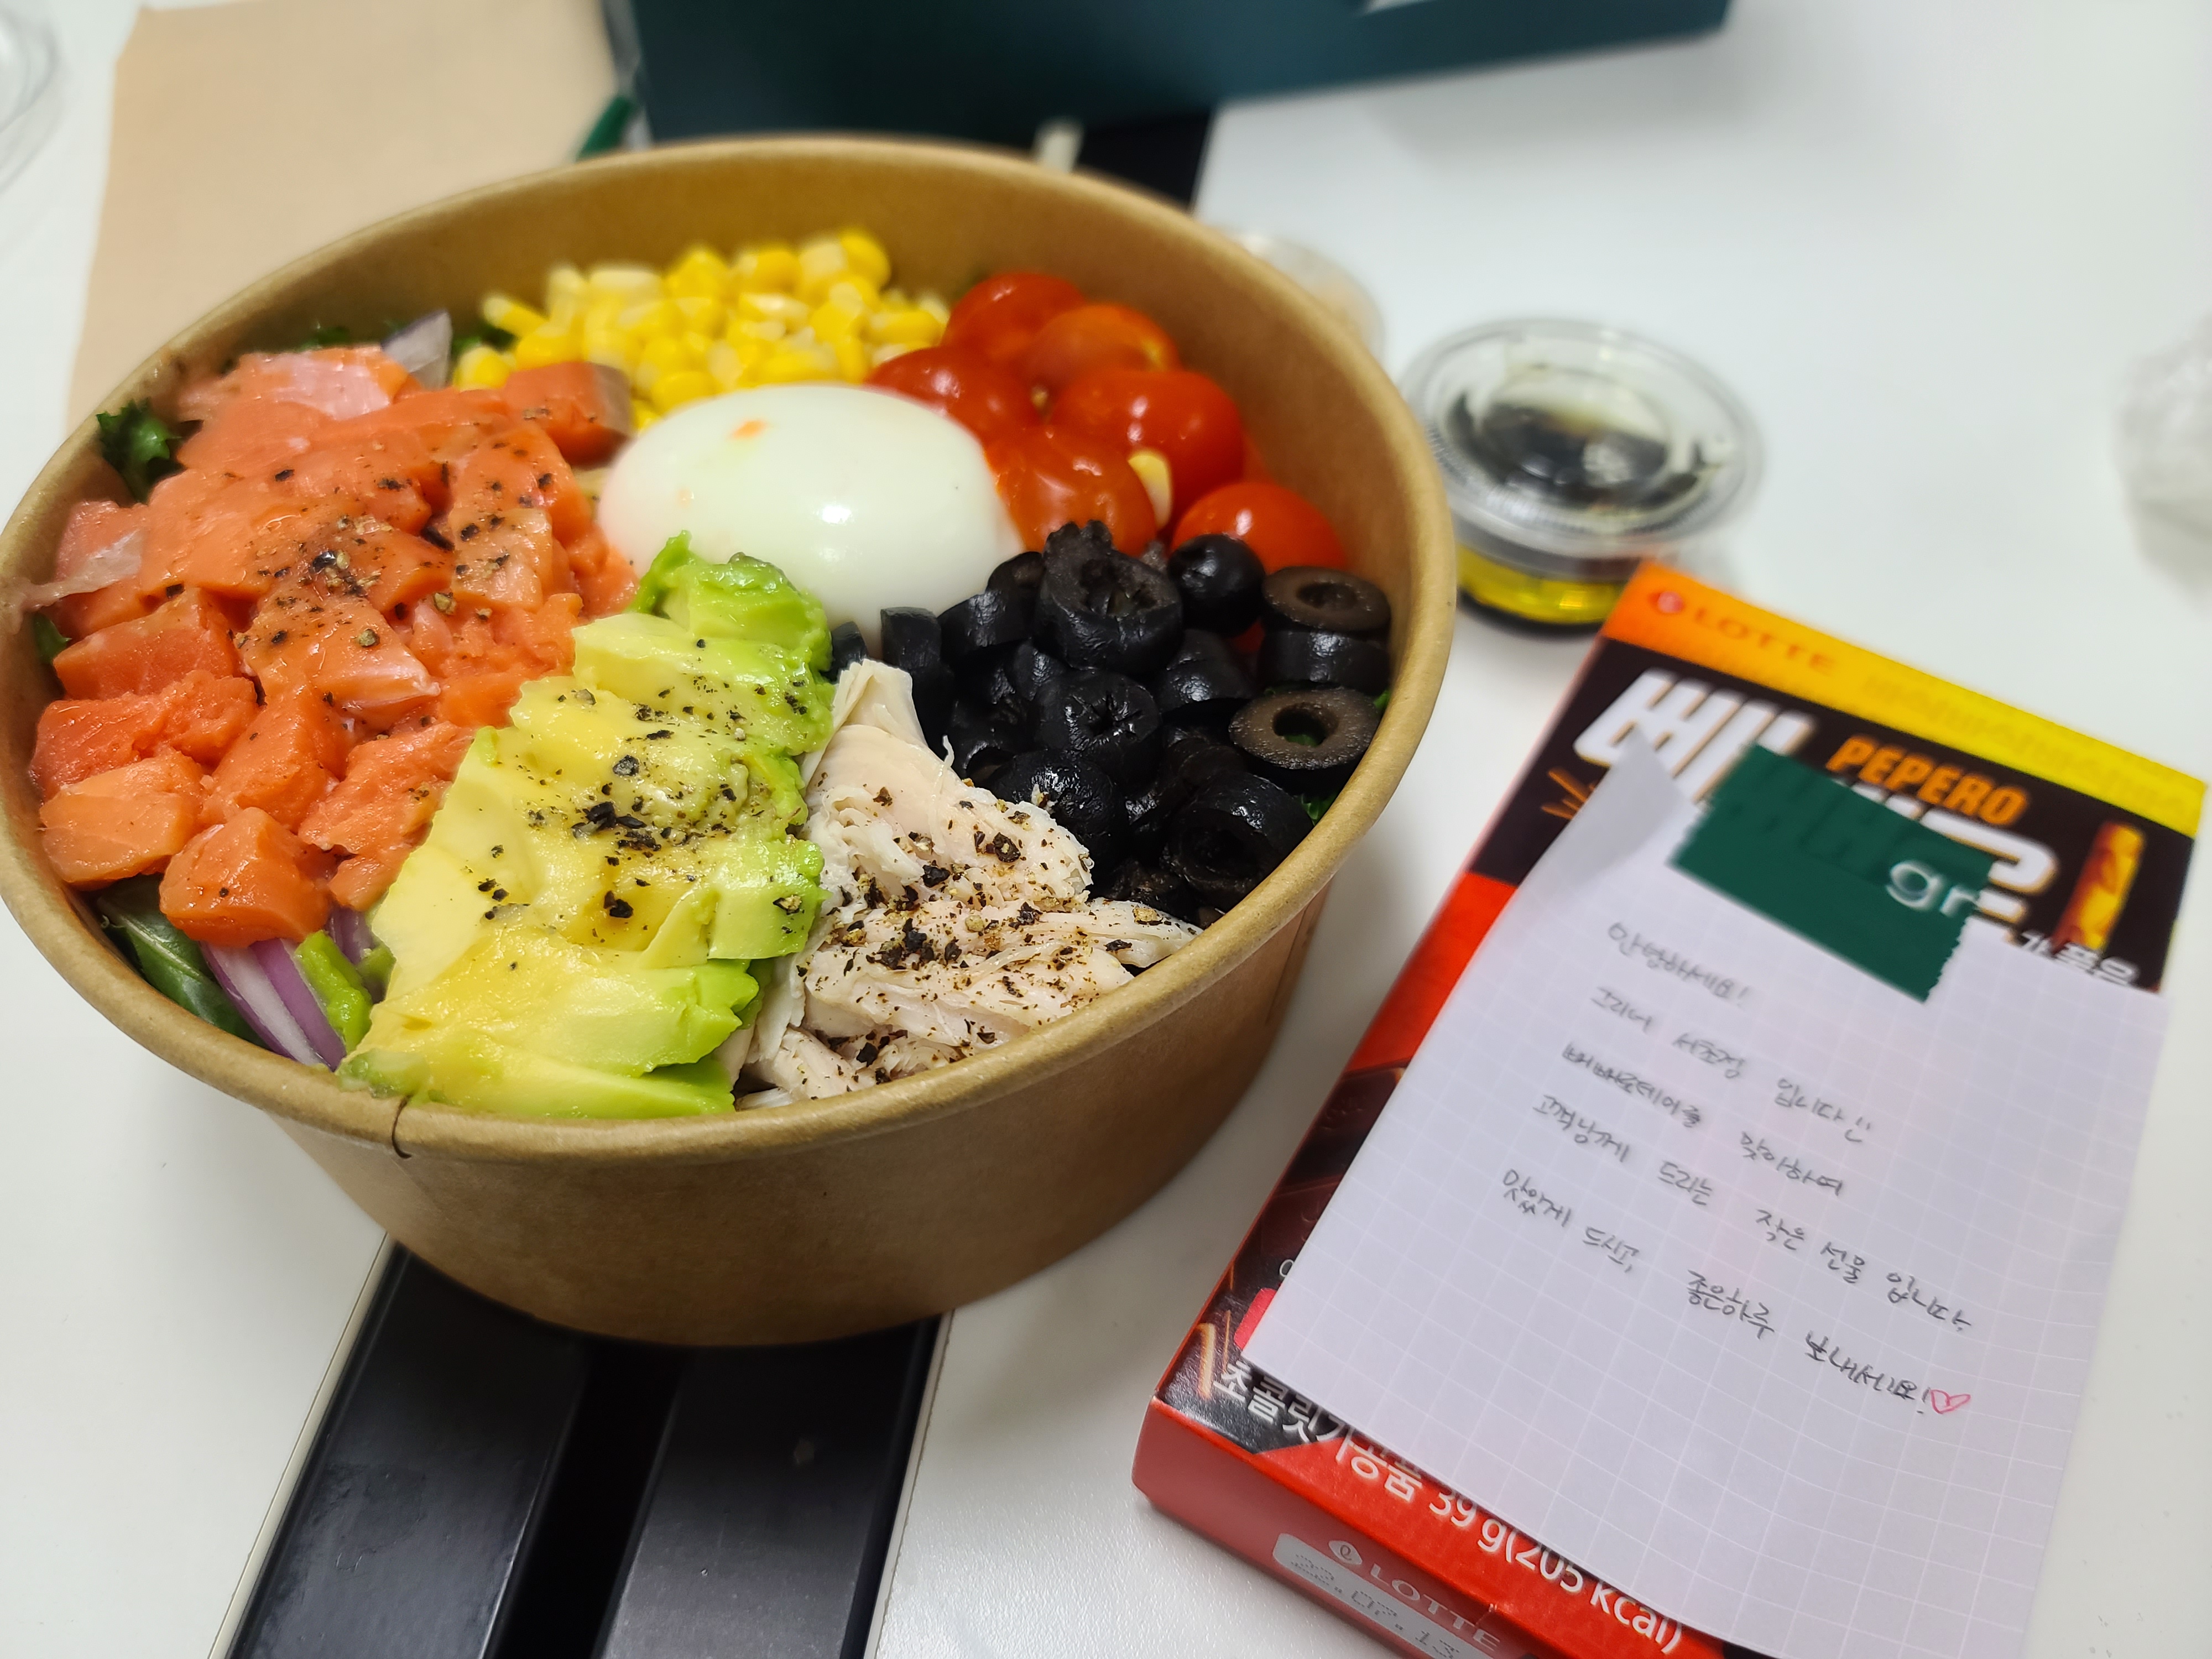 LOTTE
빼
PEPERO
gr
안녕하세요!
그리너 서초점 입니다 :)
빼빼로데이를 맞이하여
고객님께 드리는 작은 선물 입니다.
맛있게 드시고, 좋은하루 보내세요!♡
초콜릿가공품 39 g(205 kcal)
LOTTE